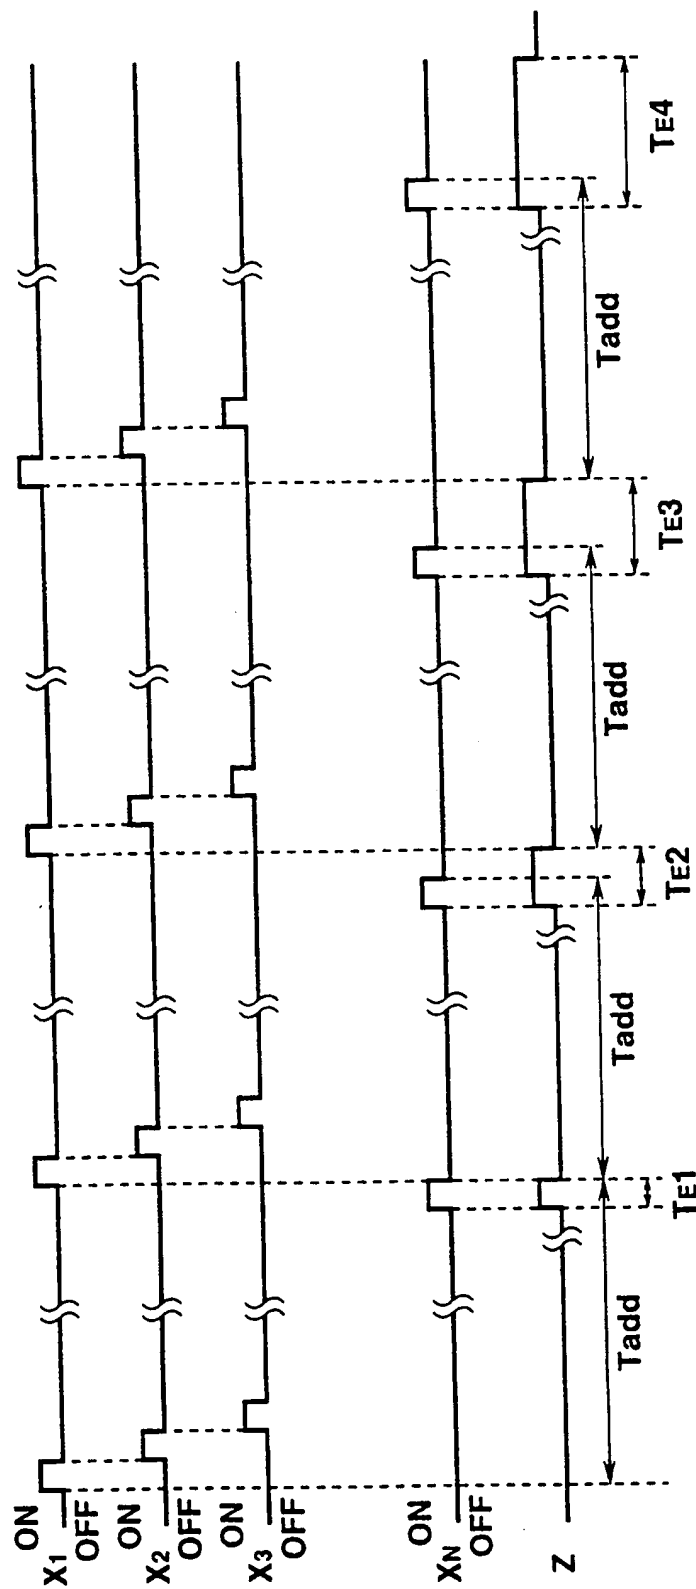 ON
X1
OFF
ON
X2
OFF
ON
X3
OFF
ON
XN
OFF
Z
Tadd
Tadd
Tadd
Tadd
TE1
TE2
TE3
TE4